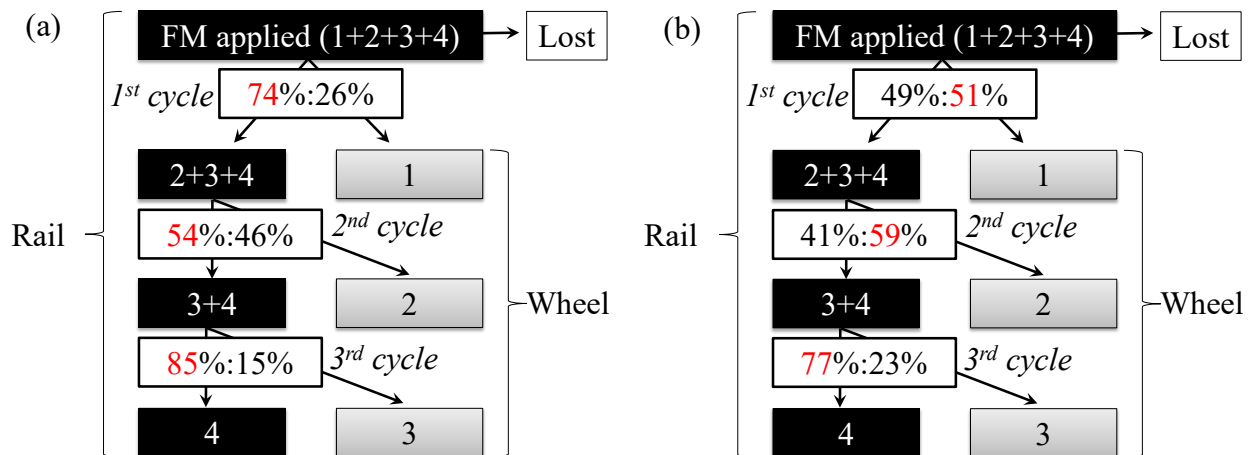 (a)
FM applied (1+2+3+4)
Lost
1st cycle
74%:26%
2+3+4
1
Rail
54%:46%
2nd cycle
3+4
2
Wheel
85%:15%
3rd cycle
4
3
(b)
FM applied (1+2+3+4)
Lost
1st cycle
49%:51%
2+3+4
1
Rail
41%:59%
2nd cycle
3+4
2
Wheel
77%:23%
3rd cycle
4
3